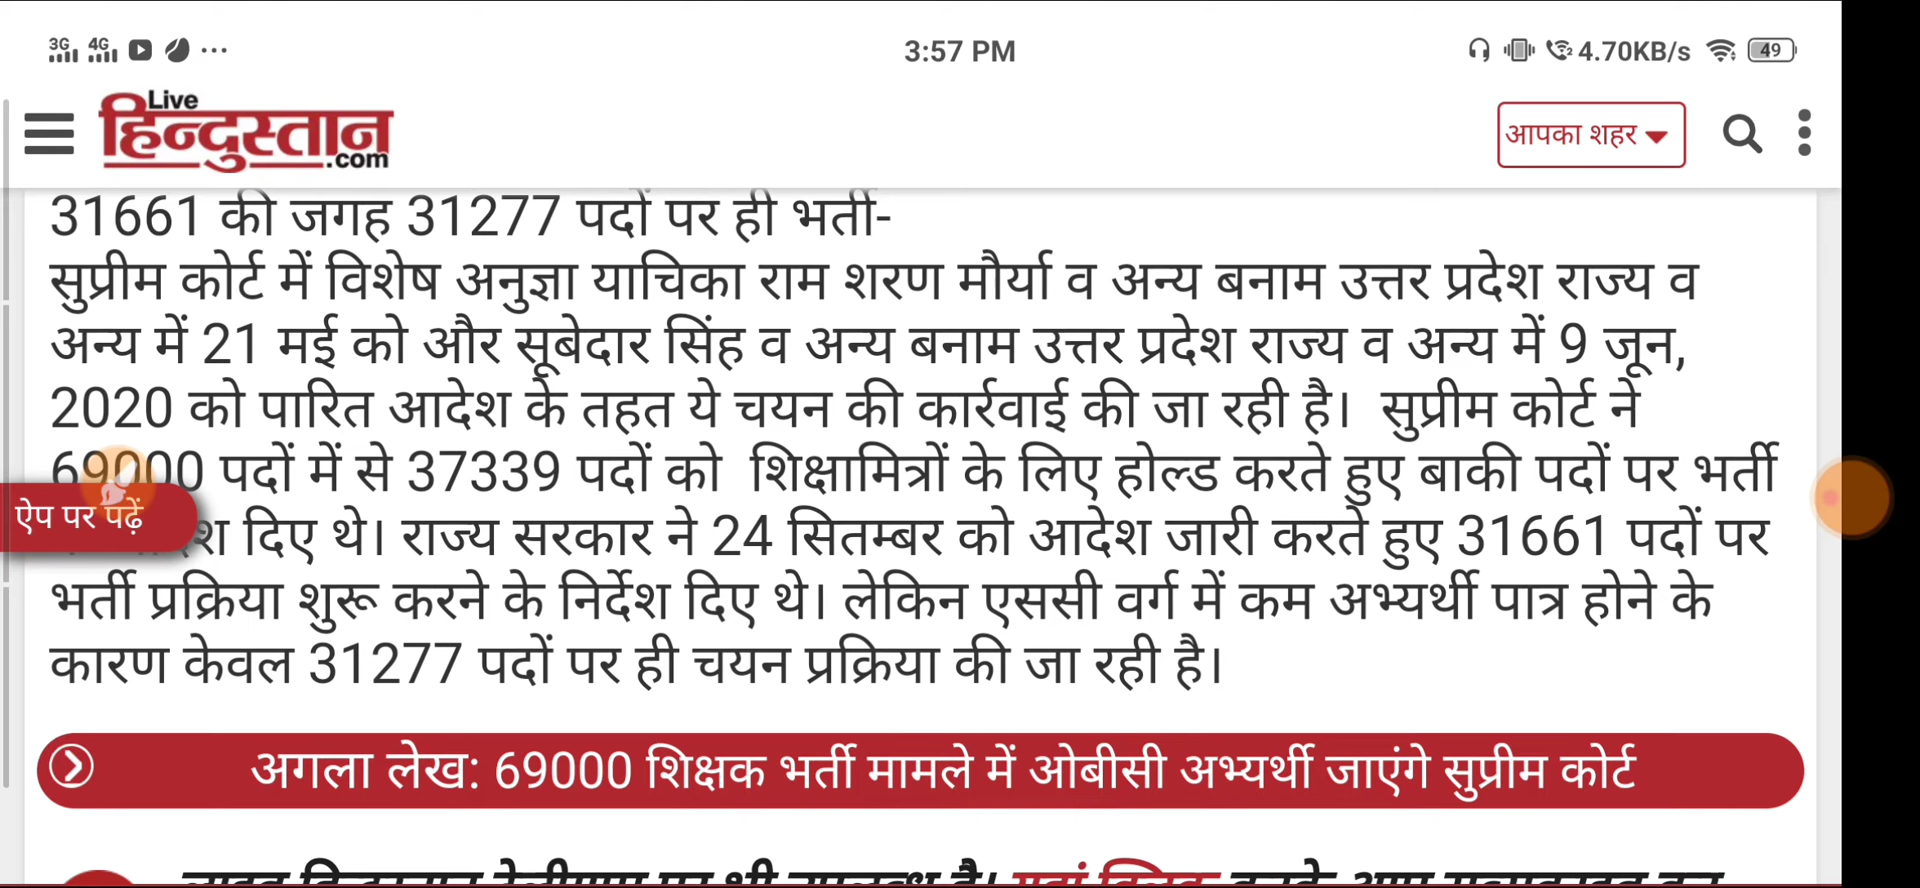 3G 4G ... 3:57 PM 4.70KB/s 49
Live
हिन्दुस्तान
.com
आपका शहर
31661 की जगह 31277 पदों पर ही भर्ती-
सुप्रीम कोर्ट में विशेष अनुज्ञा याचिका राम शरण मौर्या व अन्य बनाम उत्तर प्रदेश राज्य व
अन्य में 21 मई को और सूबेदार सिंह व अन्य बनाम उत्तर प्रदेश राज्य व अन्य में 9 जून,
2020 को पारित आदेश के तहत ये चयन की कार्रवाई की जा रही है। सुप्रीम कोर्ट ने
69000 पदों में से 37339 पदों को शिक्षामित्रों के लिए होल्ड करते हुए बाकी पदों पर भर्ती
ऐप पर पढ़ें
दिए थे। राज्य सरकार ने 24 सितम्बर को आदेश जारी करते हुए 31661 पदों पर
भर्ती प्रक्रिया शुरू करने के निर्देश दिए थे। लेकिन एससी वर्ग में कम अभ्यर्थी पात्र होने के
कारण केवल 31277 पदों पर ही चयन प्रक्रिया की जा रही है।
अगला लेख: 69000 शिक्षक भर्ती मामले में ओबीसी अभ्यर्थी जाएंगे सुप्रीम कोर्ट